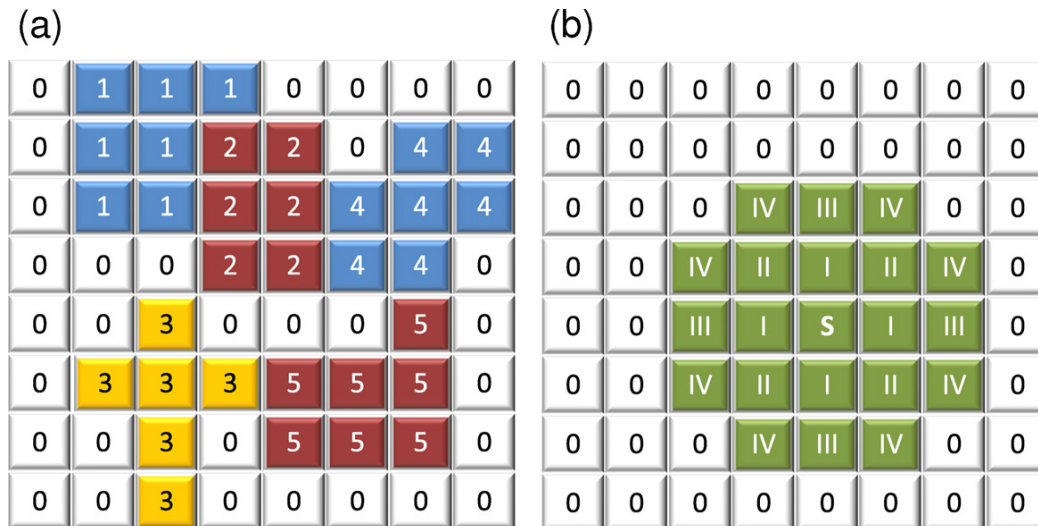 (a)
0 1 1 1 0 0 0 0
0 1 1 2 2 0 4 4
0 1 1 2 2 4 4 4
0 0 0 2 2 4 4 0
0 0 3 0 0 0 5 0
0 3 3 3 5 5 5 0
0 0 3 0 5 5 5 0
0 0 3 0 0 0 0 0
(b)
0 0 0 0 0 0 0 0
0 0 0 0 0 0 0 0
0 0 0 IV III IV 0 0
0 0 IV II I II IV 0
0 0 III I S I III 0
0 0 IV II I II IV 0
0 0 0 IV III IV 0 0
0 0 0 0 0 0 0 0